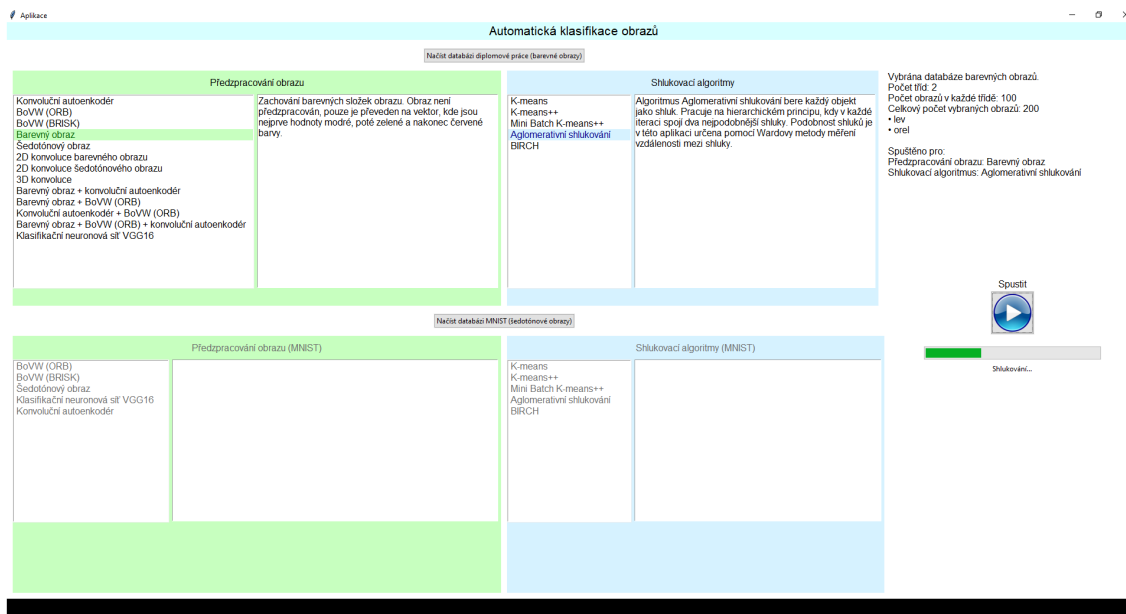 Aplikace
Automatická klasifikace obrazů
Načíst databázi diplomové práce (barevné obrazy)
Předzpracování obrazu
Konvoluční autoenkodér
BoVW (ORB)
BoVW (BRISK)
Barevný obraz
Šedotónový obraz
2D konvoluce barevného obrazu
2D konvoluce šedotónového obrazu
3D konvoluce
Barevný obraz + konvoluční autoenkodér
Barevný obraz + BoVW (ORB)
Konvoluční autoenkodér + BoVW (ORB)
Barevný obraz + BoVW (ORB) + konvoluční autoenkodér
Klasifikační neuronová síť VGG16
Zachování barevných složek obrazu. Obraz není
předzpracován, pouze je převeden na vektor, kde jsou
nejprve hodnoty modré, poté zelené a nakonec červené
barvy.
Shlukovací algoritmy
K-means
K-means++
Mini Batch K-means++
Aglomerativní shlukování
BIRCH
Algoritmus Aglomerativní shlukování bere každý objekt
jako shluk. Pracuje na hierarchickém principu, kdy v každé
iteraci spojí dva nejpodobnější shluky. Podobnost shluků je
v této aplikaci určena pomocí Wardovy metody měření
vzdálenosti mezi shluky.
Vybrána databáze barevných obrazů.
Počet tříd: 2
Počet obrazů v každé třídě: 100
Celkový počet vybraných obrazů: 200
• lev
• orel
Spuštěno pro:
Předzpracování obrazu: Barevný obraz
Shlukovací algoritmus: Aglomerativní shlukování
Spustit
Shlukování...
Načíst databázi MNIST (šedotónové obrazy)
Předzpracování obrazu (MNIST)
BoVW (ORB)
BoVW (BRISK)
Šedotónový obraz
Klasifikační neuronová síť VGG16
Konvoluční autoenkodér
Shlukovací algoritmy (MNIST)
K-means
K-means++
Mini Batch K-means++
Aglomerativní shlukování
BIRCH